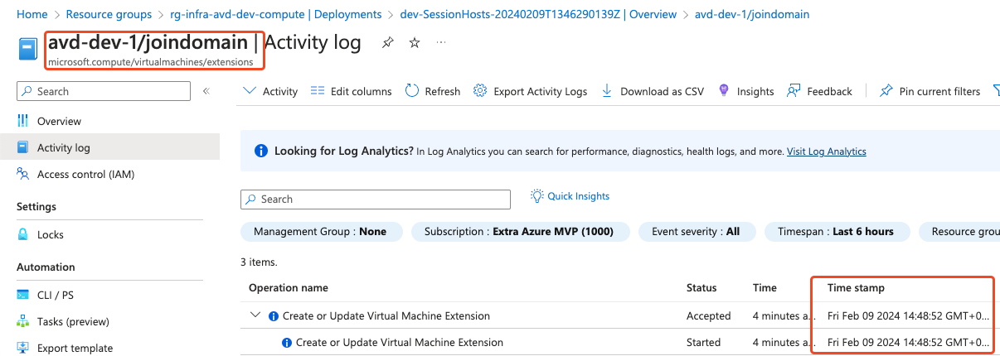 Home > Resource groups > rg-infra-avd-dev-compute | Deployments > dev-SessionHosts-20240209T1346290139Z | Overview > avd-dev-1/joindomain
avd-dev-1/joindomain | Activity log
microsoft.compute/virtualmachines/extensions
Search
«
Activity
Edit columns
Refresh
Export Activity Logs
Download as CSV
Insights
Feedback
Pin current filters
Overview
Activity log
Access control (IAM)
Settings
Locks
Automation
CLI / PS
Tasks (preview)
Export template
Looking for Log Analytics? In Log Analytics you can search for performance, diagnostics, health logs, and more. Visit Log Analytics
Search
Quick Insights
Management Group : None
Subscription : Extra Azure MVP (1000)
Event severity : All
Timespan : Last 6 hours
Resource grou
3 items.
Operation name Status Time Time stamp
Create or Update Virtual Machine Extension Accepted 4 minutes a... Fri Feb 09 2024 14:48:52 GMT+0...
Create or Update Virtual Machine Extension Started 4 minutes a... Fri Feb 09 2024 14:48:52 GMT+0...